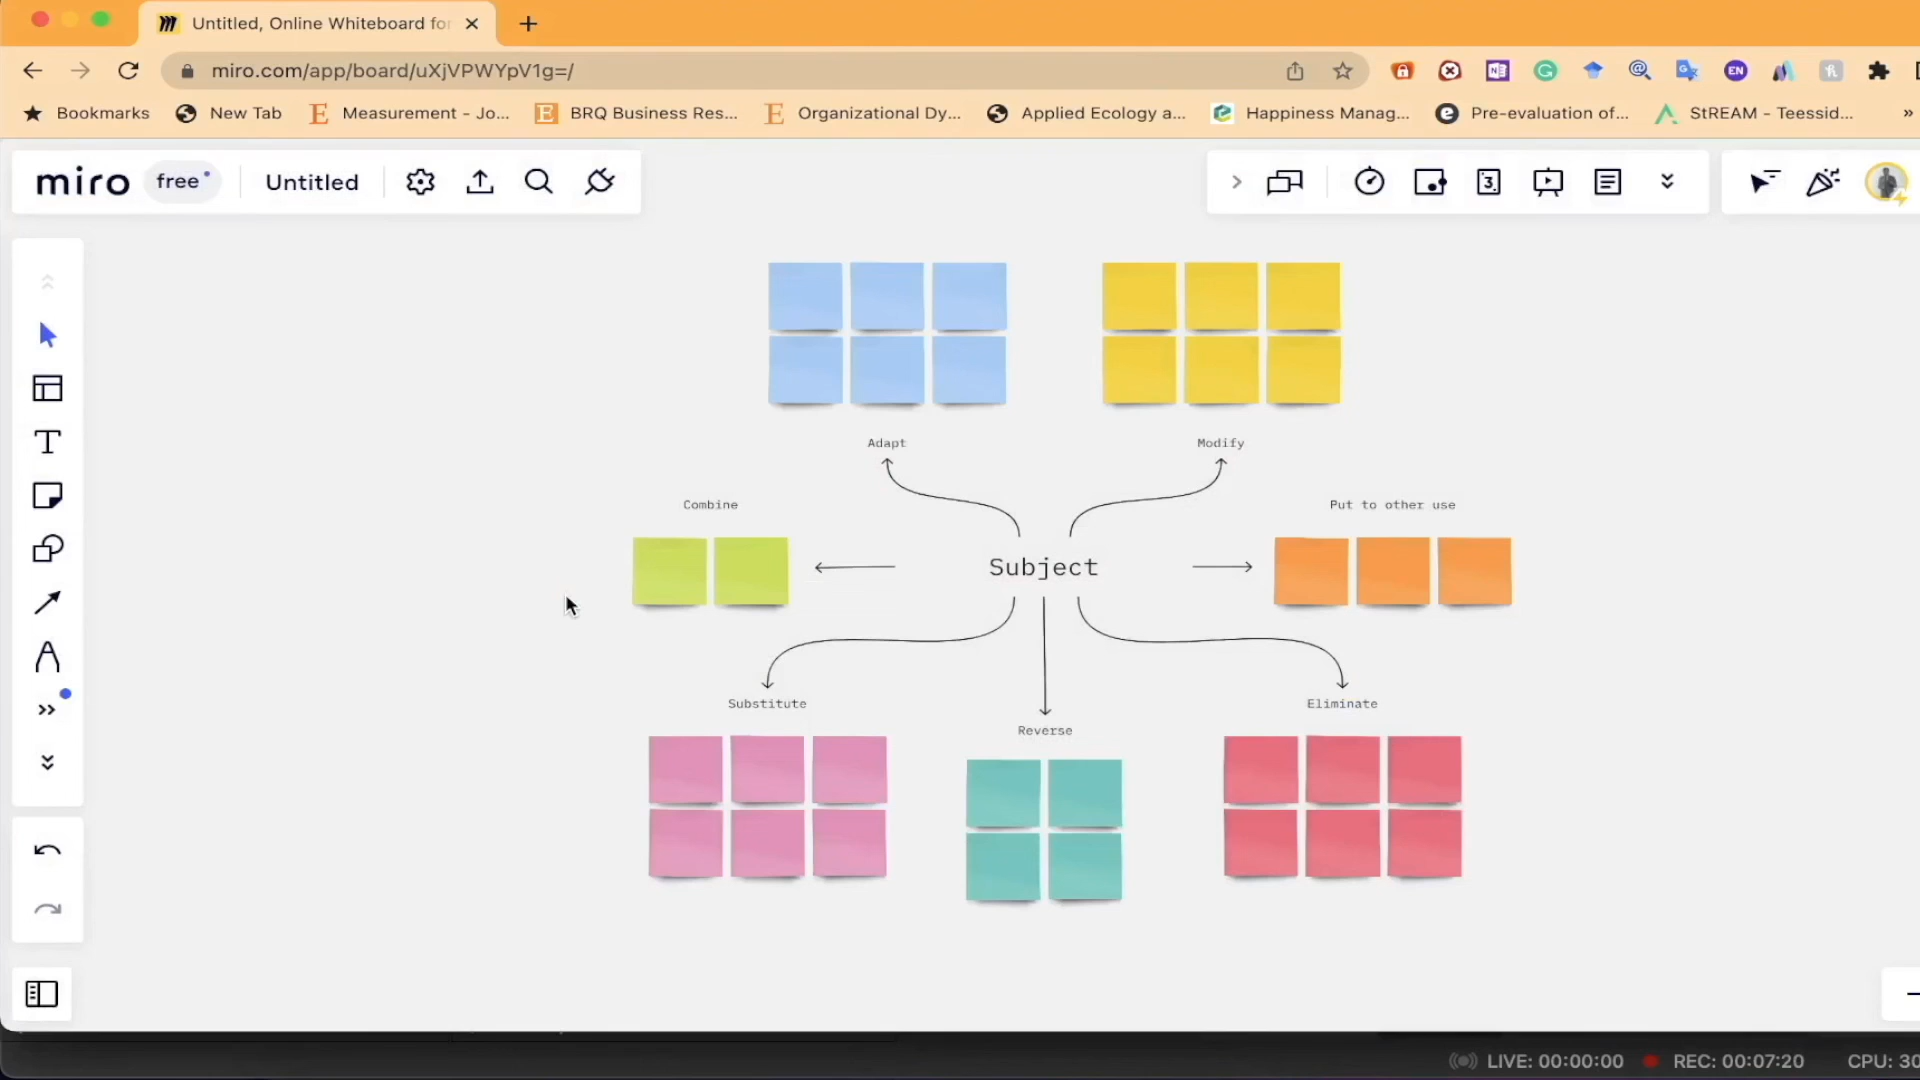 Untitled, Online Whiteboard for
miro.com/app/board/uXjVPWYpV1g=/
EN
Bookmarks New Tab Measurement - Jo... BRQ Business Res... Organizational Dy... Applied Ecology a... Happiness Manag... Pre-evaluation of... StREAM - Teessid... »
miro free Untitled
3
Adapt Modify
Combine Put to other use
Subject
Substitute Eliminate
Reverse
LIVE: 00:00:00 REC: 00:07:20 CPU: 30